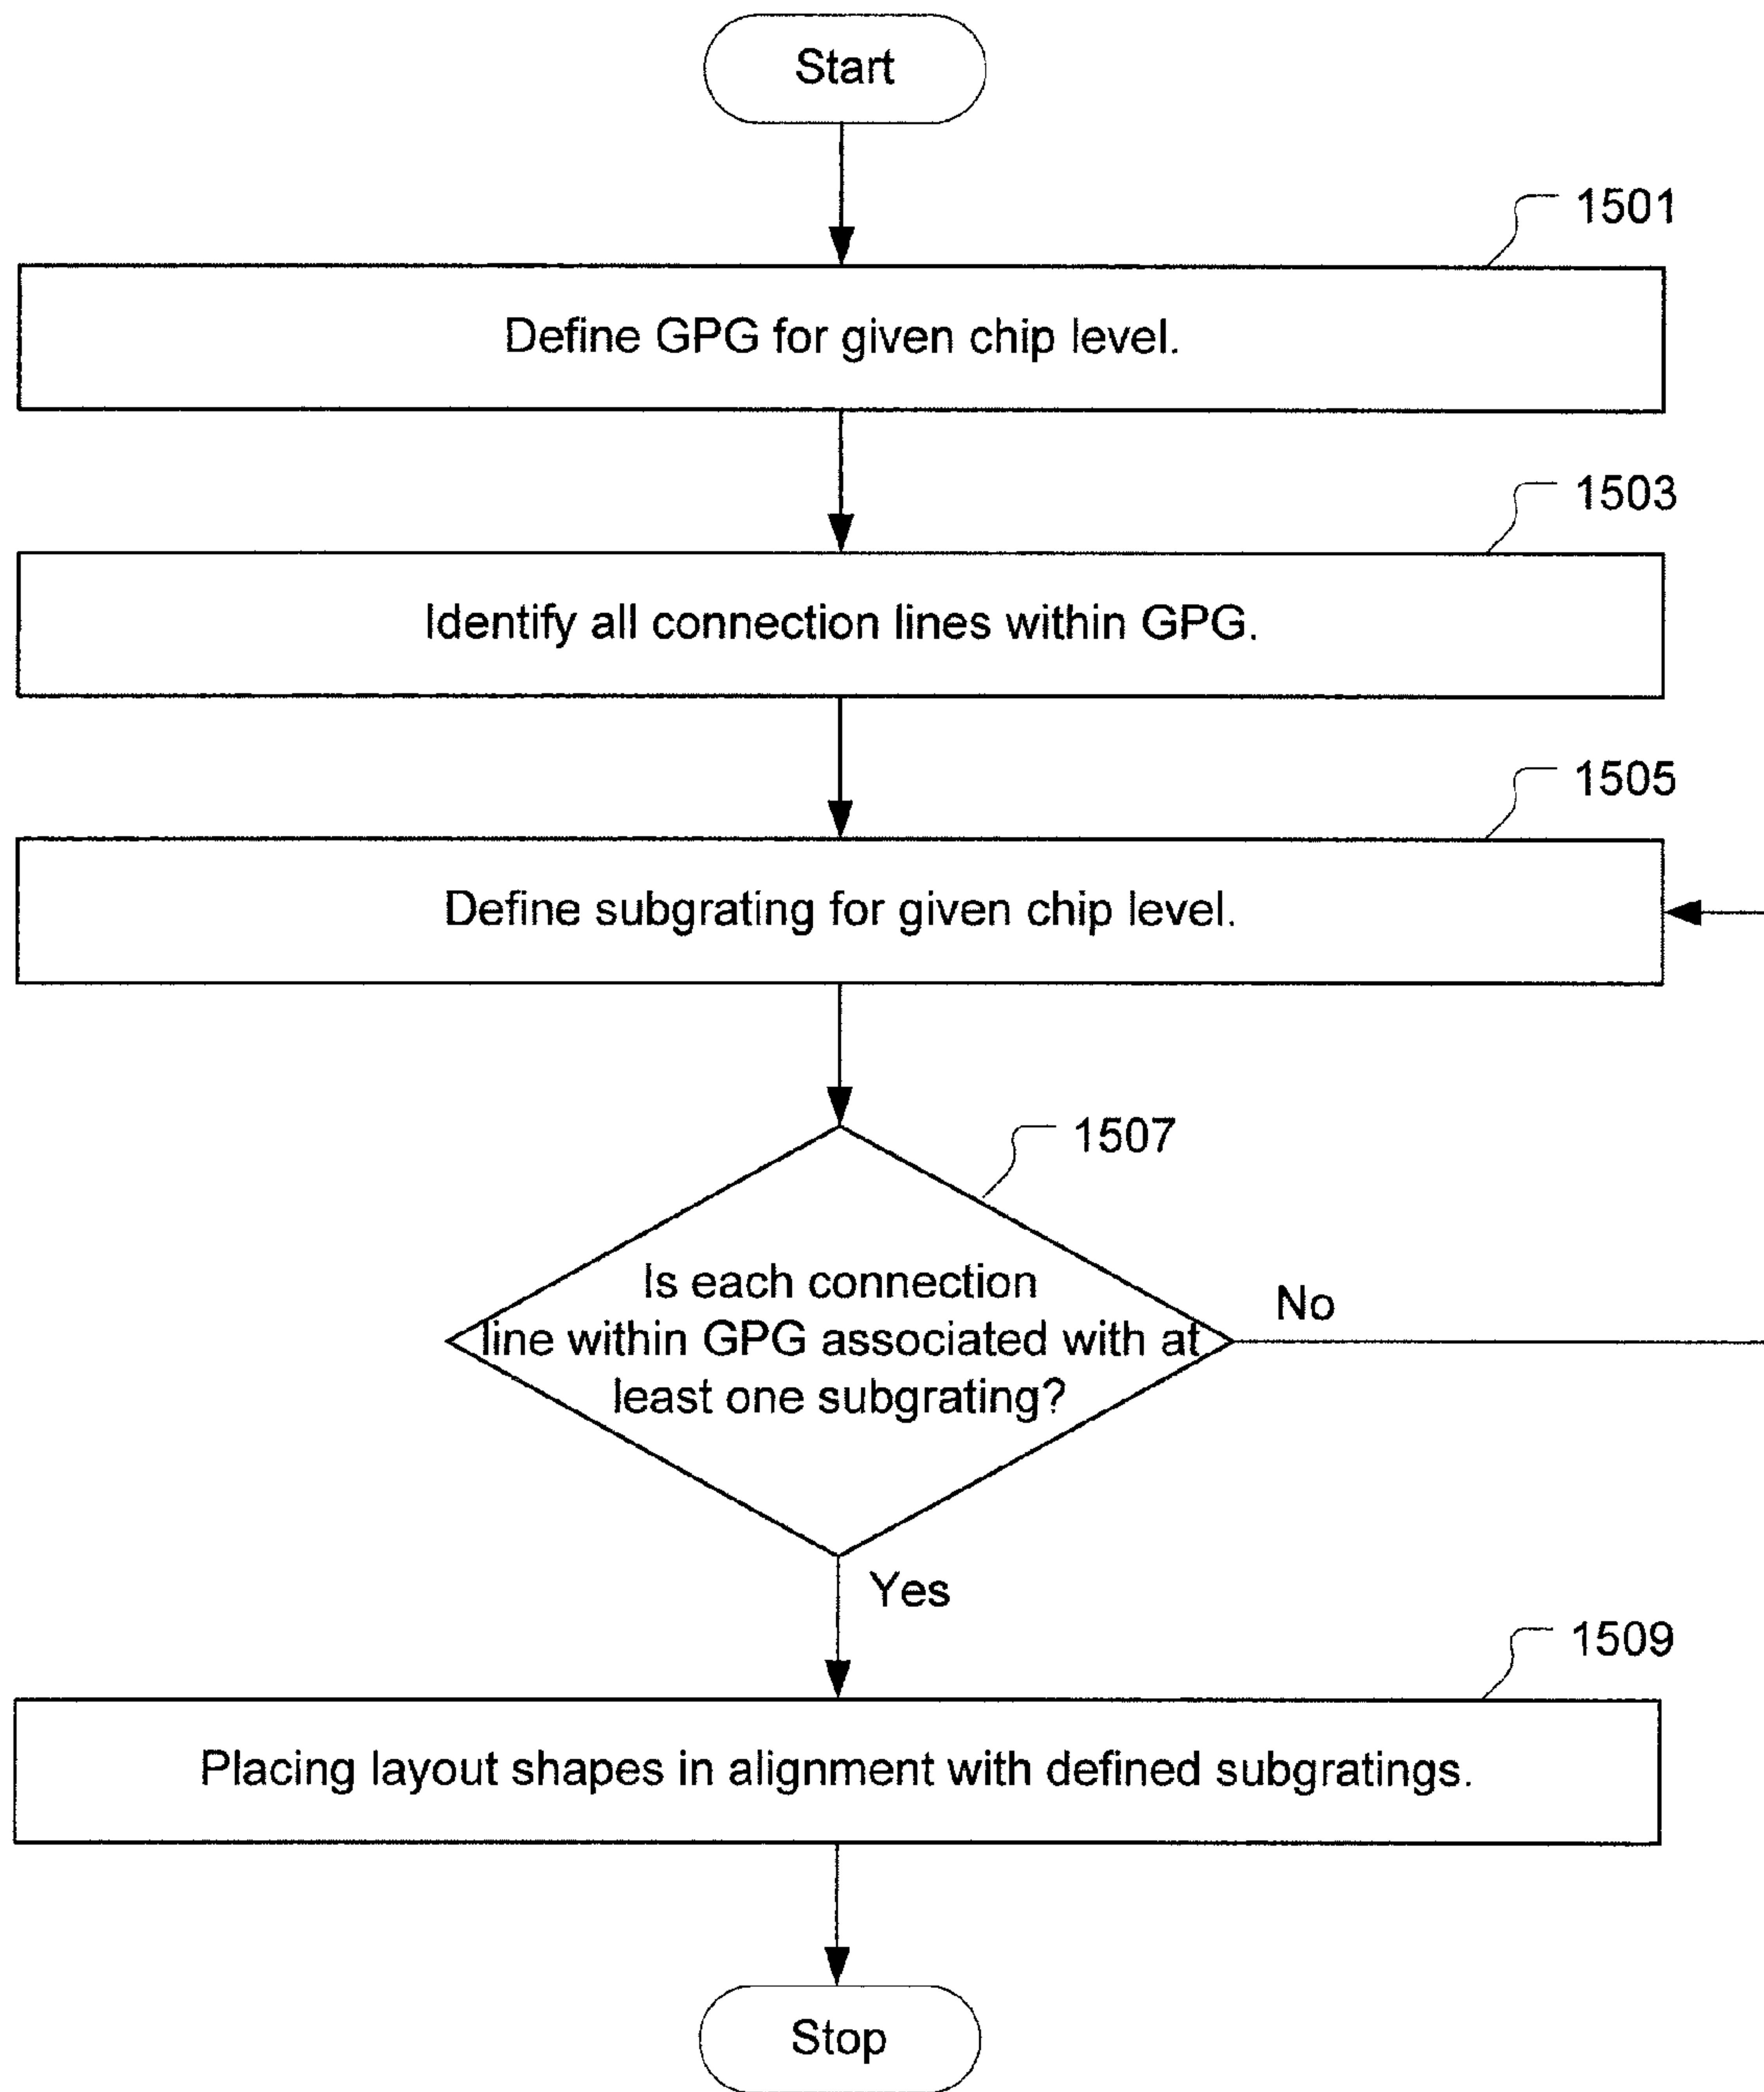 Start
1501
Define GPG for given chip level.
1503
Identify all connection lines within GPG.
1505
Define subgrating for given chip level.
1507
Is each connection
line within GPG associated with at
least one subgrating?
No
Yes
1509
Placing layout shapes in alignment with defined subgratings.
Stop